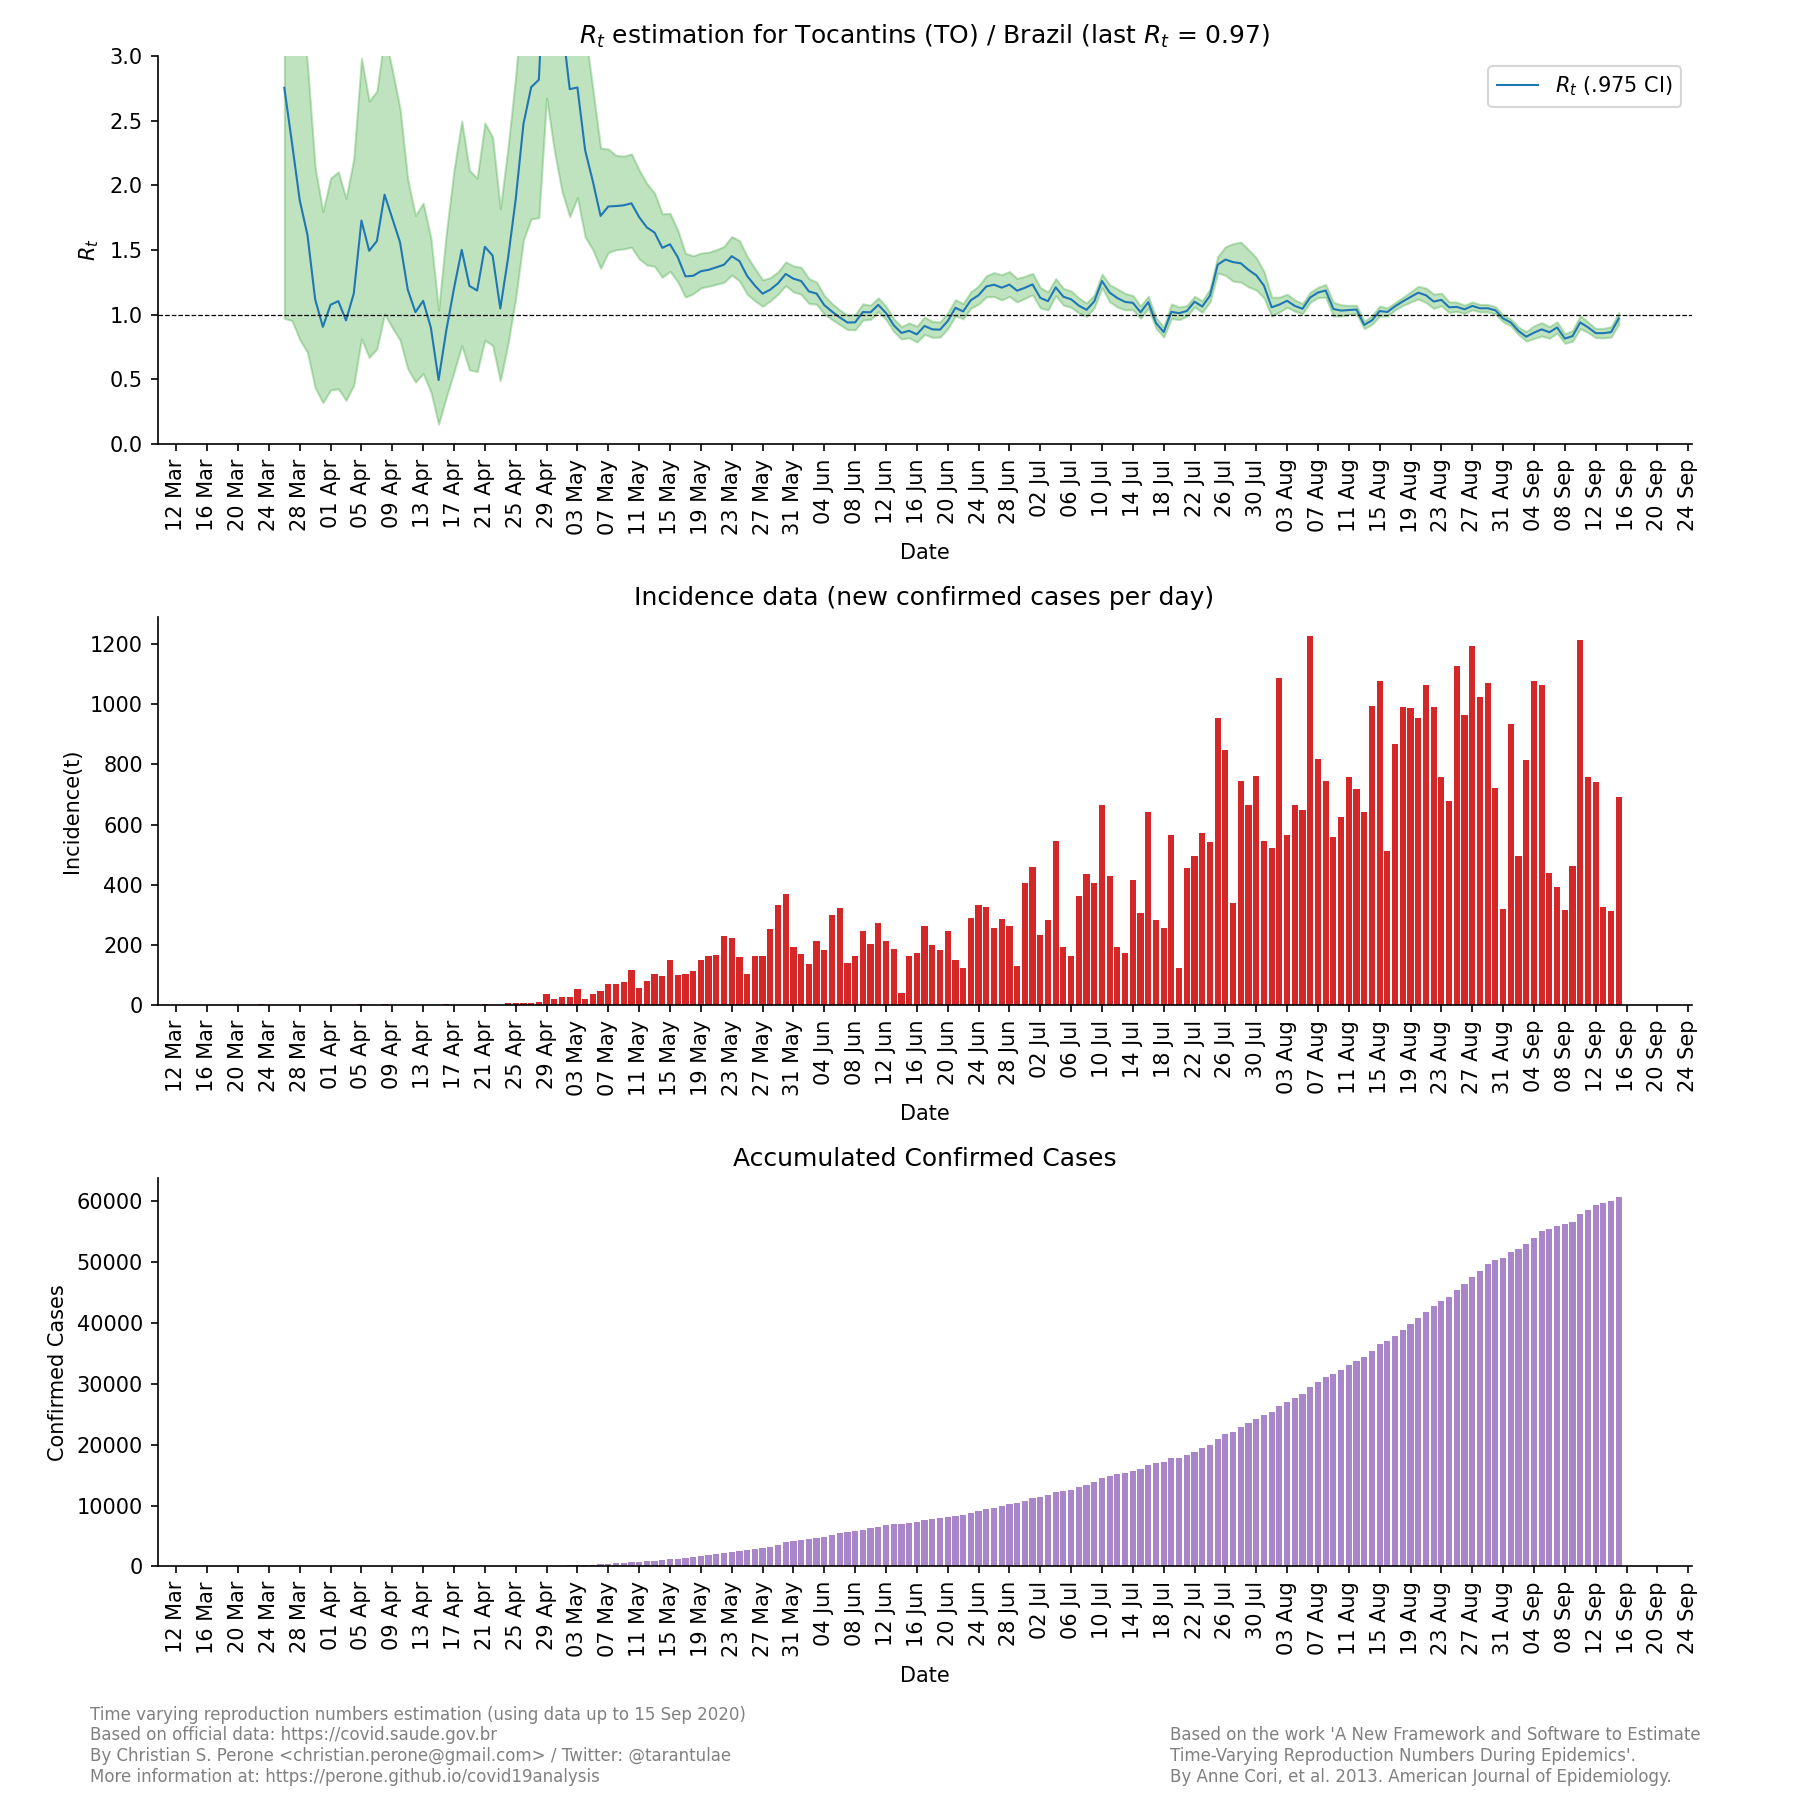 Rt estimation for Tocantins (TO) / Brazil (last Rt = 0.97)
Rt (.975 CI)
Rt
3.0
2.5
2.0
1.5
1.0
0.5
0.0
12 Mar 16 Mar 20 Mar 24 Mar 28 Mar 01 Apr 05 Apr 09 Apr 13 Apr 17 Apr 21 Apr 25 Apr 29 Apr 03 May 07 May 11 May 15 May 19 May 23 May 27 May 31 May 04 Jun 08 Jun 12 Jun 16 Jun 20 Jun 24 Jun 28 Jun 02 Jul 06 Jul 10 Jul 14 Jul 18 Jul 22 Jul 26 Jul 30 Jul 03 Aug 07 Aug 11 Aug 15 Aug 19 Aug 23 Aug 27 Aug 31 Aug 04 Sep 08 Sep 12 Sep 16 Sep 20 Sep 24 Sep
Date
Incidence data (new confirmed cases per day)
Incidence(t)
1200
1000
800
600
400
200
0
12 Mar 16 Mar 20 Mar 24 Mar 28 Mar 01 Apr 05 Apr 09 Apr 13 Apr 17 Apr 21 Apr 25 Apr 29 Apr 03 May 07 May 11 May 15 May 19 May 23 May 27 May 31 May 04 Jun 08 Jun 12 Jun 16 Jun 20 Jun 24 Jun 28 Jun 02 Jul 06 Jul 10 Jul 14 Jul 18 Jul 22 Jul 26 Jul 30 Jul 03 Aug 07 Aug 11 Aug 15 Aug 19 Aug 23 Aug 27 Aug 31 Aug 04 Sep 08 Sep 12 Sep 16 Sep 20 Sep 24 Sep
Date
Accumulated Confirmed Cases
Confirmed Cases
60000
50000
40000
30000
20000
10000
0
12 Mar 16 Mar 20 Mar 24 Mar 28 Mar 01 Apr 05 Apr 09 Apr 13 Apr 17 Apr 21 Apr 25 Apr 29 Apr 03 May 07 May 11 May 15 May 19 May 23 May 27 May 31 May 04 Jun 08 Jun 12 Jun 16 Jun 20 Jun 24 Jun 28 Jun 02 Jul 06 Jul 10 Jul 14 Jul 18 Jul 22 Jul 26 Jul 30 Jul 03 Aug 07 Aug 11 Aug 15 Aug 19 Aug 23 Aug 27 Aug 31 Aug 04 Sep 08 Sep 12 Sep 16 Sep 20 Sep 24 Sep
Date
Time varying reproduction numbers estimation (using data up to 15 Sep 2020)
Based on official data: https://covid.saude.gov.br
By Christian S. Perone <christian.perone@gmail.com> / Twitter: @tarantulae
More information at: https://perone.github.io/covid19analysis
Based on the work 'A New Framework and Software to Estimate
Time-Varying Reproduction Numbers During Epidemics'.
By Anne Cori, et al. 2013. American Journal of Epidemiology.